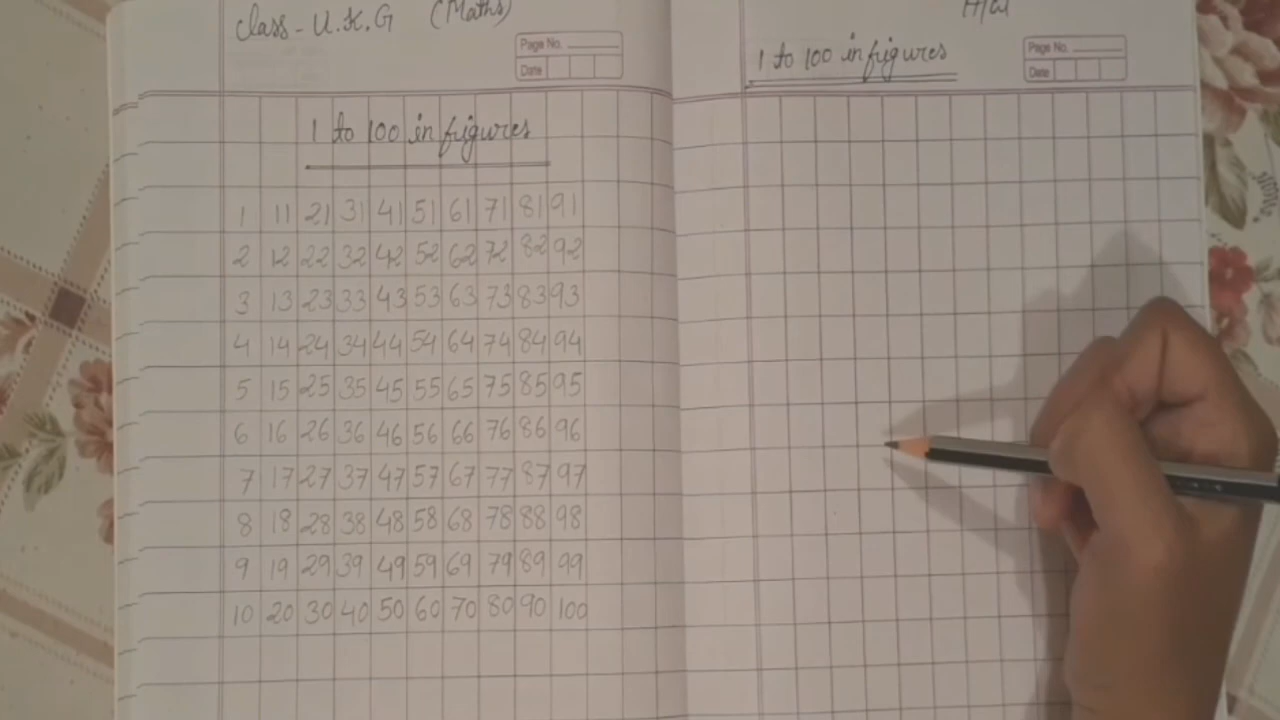 Class - U.K.G (Maths)
Page No.
Date
1 to 100 in figures
1 11 21 31 41 51 61 71 81 91
2 12 22 32 42 52 62 72 82 92
3 13 23 33 43 53 63 73 83 93
4 14 24 34 44 54 64 74 84 94
5 15 25 35 45 55 65 75 85 95
6 16 26 36 46 56 66 76 86 96
7 17 27 37 47 57 67 77 87 97
8 18 28 38 48 58 68 78 88 98
9 19 29 39 49 59 69 79 89 99
10 20 30 40 50 60 70 80 90 100
1 to 100 in figures
Page No.
Date